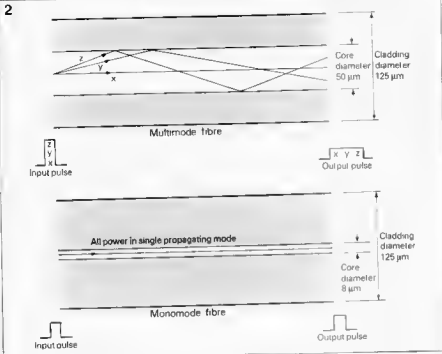 2
z
y
x
Core
diameter
50 µm
Cladding
diameter
125 µm
Multimode fibre
z
y
x
Input pulse
x y z
Output pulse
All power in single propagating mode
Cladding
diameter
125 µm
Core
diameter
8 µm
Monomode fibre
Input pulse
Output pulse